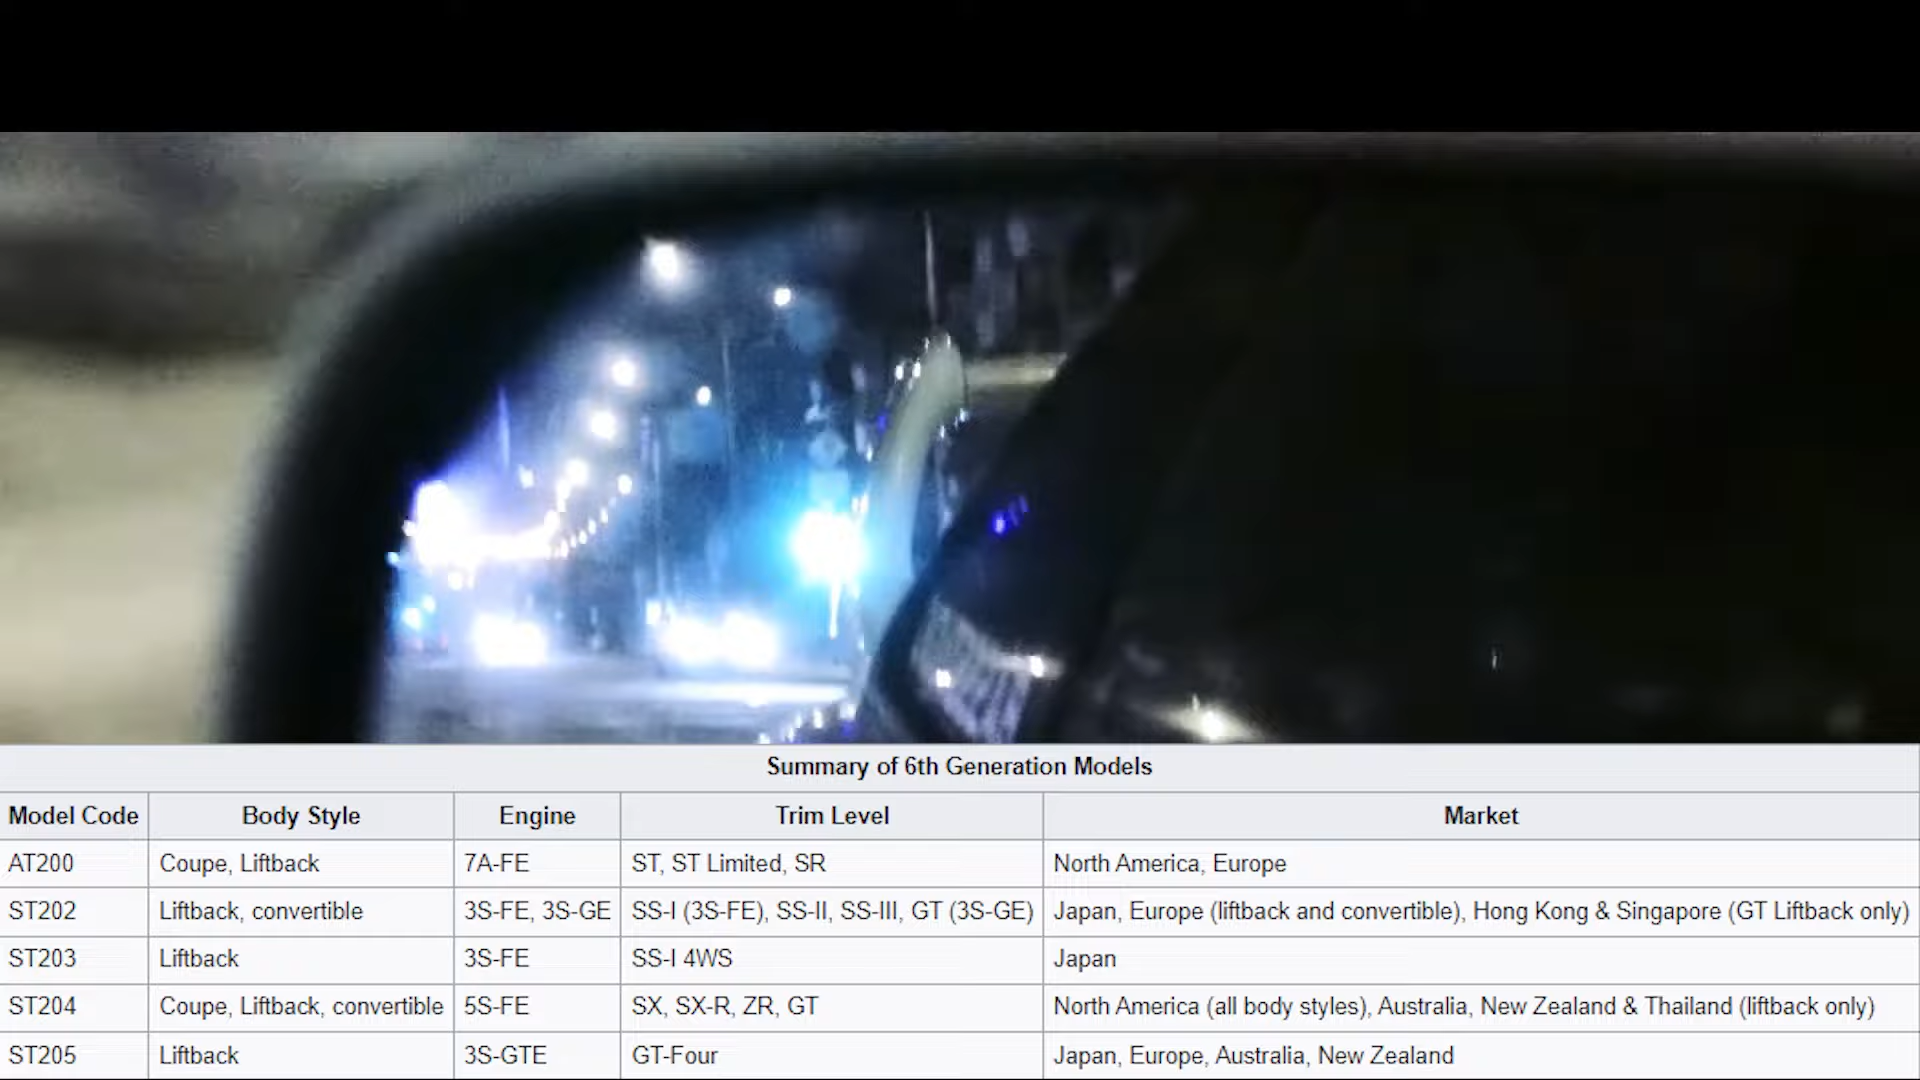 Summary of 6th Generation Models
Model Code Body Style Engine Trim Level Market
AT200 Coupe, Liftback 7A-FE ST, ST Limited, SR North America, Europe
ST202 Liftback, convertible 3S-FE, 3S-GE SS-I (3S-FE), SS-II, SS-III, GT (3S-GE) Japan, Europe (liftback and convertible), Hong Kong & Singapore (GT Liftback only)
ST203 Liftback 3S-FE SS-I 4WS Japan
ST204 Coupe, Liftback, convertible 5S-FE SX, SX-R, ZR, GT North America (all body styles), Australia, New Zealand & Thailand (liftback only)
ST205 Liftback 3S-GTE GT-Four Japan, Europe, Australia, New Zealand